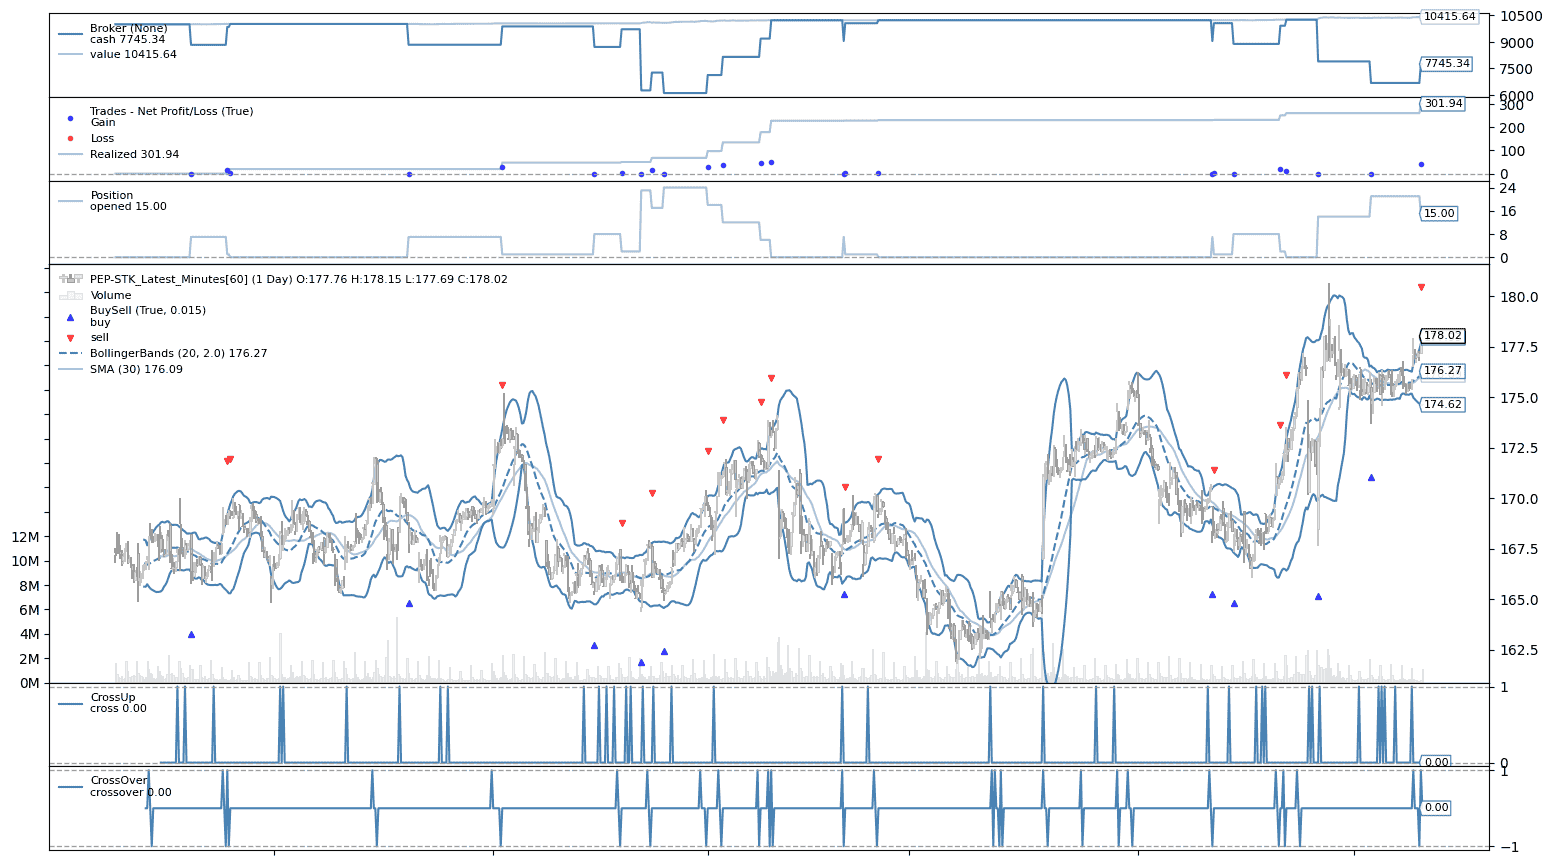 Broker (None)
cash 7745.34
value 10415.64
10415.64
7745.34
10500
9000
7500
6000
Trades - Net Profit/Loss (True)
Gain
Loss
Realized 301.94
301.94
300
200
100
0
Position
opened 15.00
15.00
24
16
8
0
PEP-STK_Latest_Minutes[60] (1 Day) O:177.76 H:178.15 L:177.69 C:178.02
Volume
BuySell (True, 0.015)
buy
sell
BollingerBands (20, 2.0) 176.27
SMA (30) 176.09
178.02
176.27
174.62
180.0
177.5
175.0
172.5
170.0
167.5
165.0
162.5
12M
10M
8M
6M
4M
2M
0M
CrossUp
cross 0.00
0.00
1
0
CrossOver
crossover 0.00
0.00
1
−1